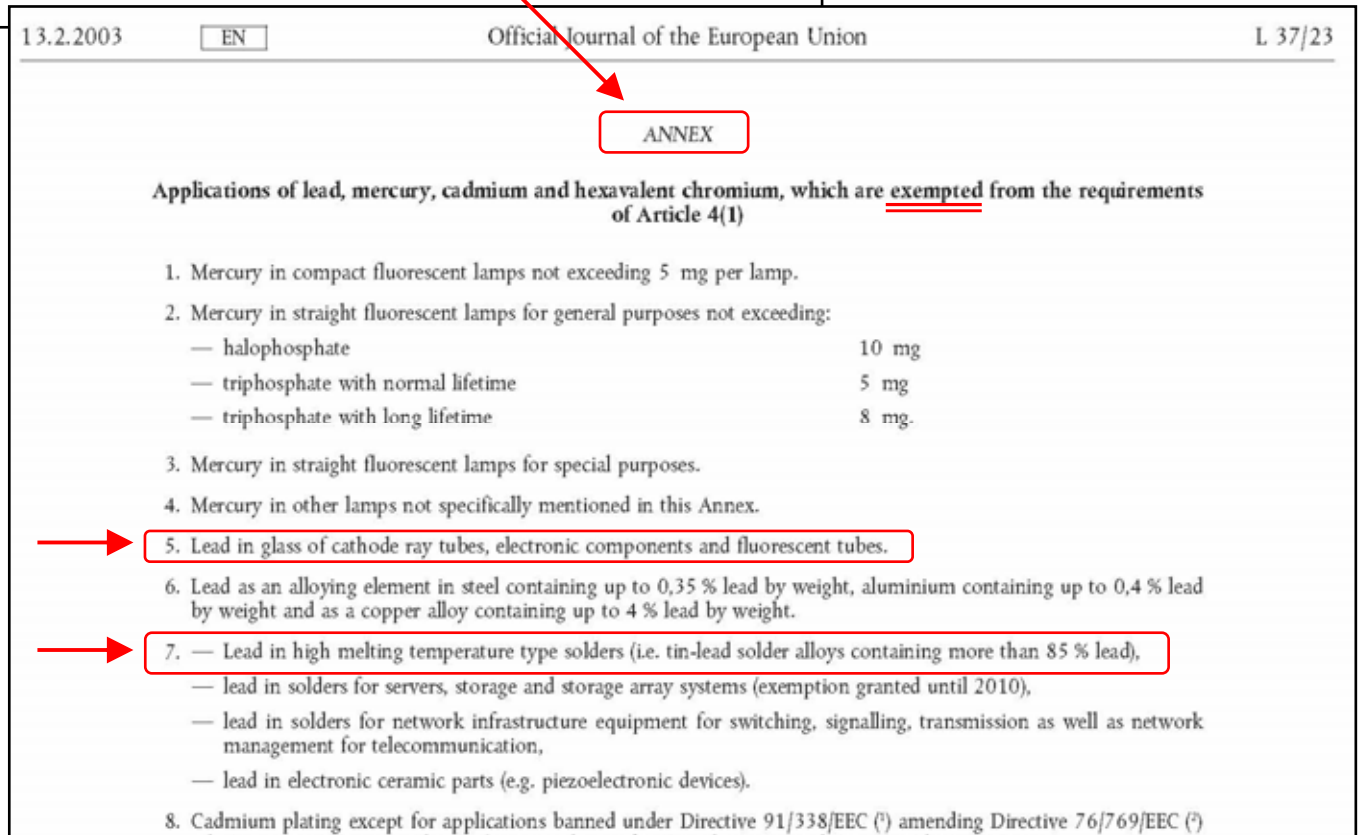 13.2.2003 EN Official Journal of the European Union L 37/23
ANNEX
Applications of lead, mercury, cadmium and hexavalent chromium, which are exempted from the requirements
of Article 4(1)
1. Mercury in compact fluorescent lamps not exceeding 5 mg per lamp.
2. Mercury in straight fluorescent lamps for general purposes not exceeding:
— halophosphate 10 mg
— triphosphate with normal lifetime 5 mg
— triphosphate with long lifetime 8 mg.
3. Mercury in straight fluorescent lamps for special purposes.
4. Mercury in other lamps not specifically mentioned in this Annex.
5. Lead in glass of cathode ray tubes, electronic components and fluorescent tubes.
6. Lead as an alloying element in steel containing up to 0,35 % lead by weight, aluminium containing up to 0,4 % lead
by weight and as a copper alloy containing up to 4 % lead by weight.
7. — Lead in high melting temperature type solders (i.e. tin-lead solder alloys containing more than 85 % lead),
— lead in solders for servers, storage and storage array systems (exemption granted until 2010),
— lead in solders for network infrastructure equipment for switching, signalling, transmission as well as network
management for telecommunication,
— lead in electronic ceramic parts (e.g. piezoelectronic devices).
8. Cadmium plating except for applications banned under Directive 91/338/EEC (¹) amending Directive 76/769/EEC (²)